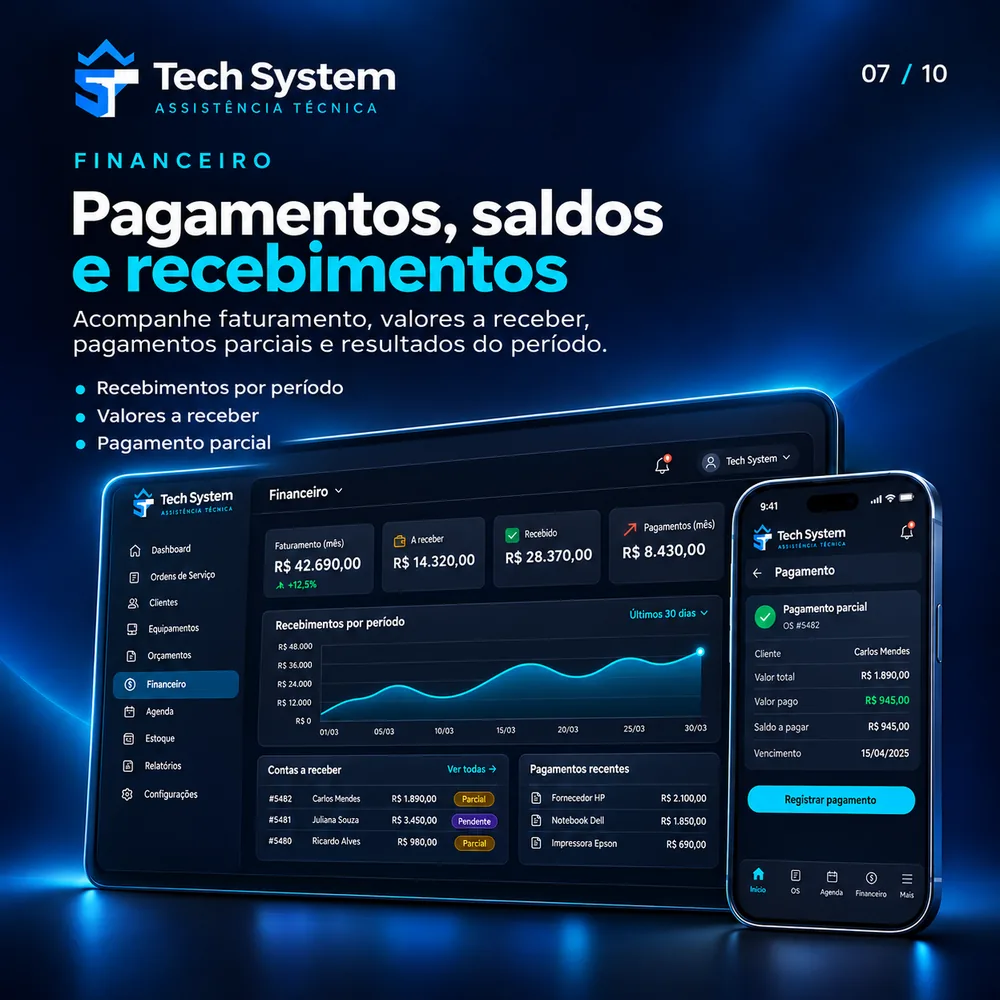 Tech System
ASSISTÊNCIA TÉCNICA
07 / 10
FINANCEIRO
Pagamentos, saldos
e recebimentos
Acompanhe faturamento, valores a receber,
pagamentos parciais e resultados do período.
Recebimentos por período
Valores a receber
Pagamento parcial
Tech System
ASSISTÊNCIA TÉCNICA
Dashboard
Ordens de Serviço
Clientes
Equipamentos
Orçamentos
Financeiro
Agenda
Estoque
Relatórios
Configurações
Financeiro
Tech System
Faturamento (mês)
R$ 42.690,00
+12,5%
A receber
R$ 14.320,00
Recebido
R$ 28.370,00
Pagamentos (mês)
R$ 8.430,00
Recebimentos por período
Últimos 30 dias
R$ 48.000
R$ 36.000
R$ 24.000
R$ 12.000
R$ 0
01/03 05/03 10/03 15/03 20/03 25/03 30/03
Contas a receber
Ver todas →
#5482 Carlos Mendes R$ 1.890,00 Parcial
#5481 Juliana Souza R$ 3.450,00 Pendente
#5480 Ricardo Alves R$ 980,00 Parcial
Pagamentos recentes
Fornecedor HP R$ 2.100,00
Notebook Dell R$ 1.850,00
Impressora Epson R$ 690,00
9:41
Tech System
ASSISTÊNCIA TÉCNICA
← Pagamento
Pagamento parcial
OS #5482
Cliente Carlos Mendes
Valor total R$ 1.890,00
Valor pago R$ 945,00
Saldo a pagar R$ 945,00
Vencimento 15/04/2025
Registrar pagamento
Início OS Agenda Financeiro Mais